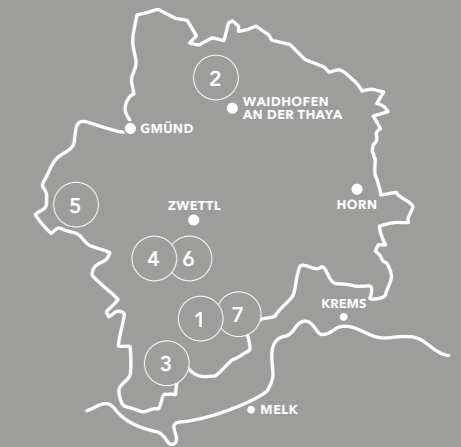 2
WAIDHOFEN
AN DER THAYA
GMÜND
5
ZWETTL
HORN
4
6
1
7
KREMS
3
MELK